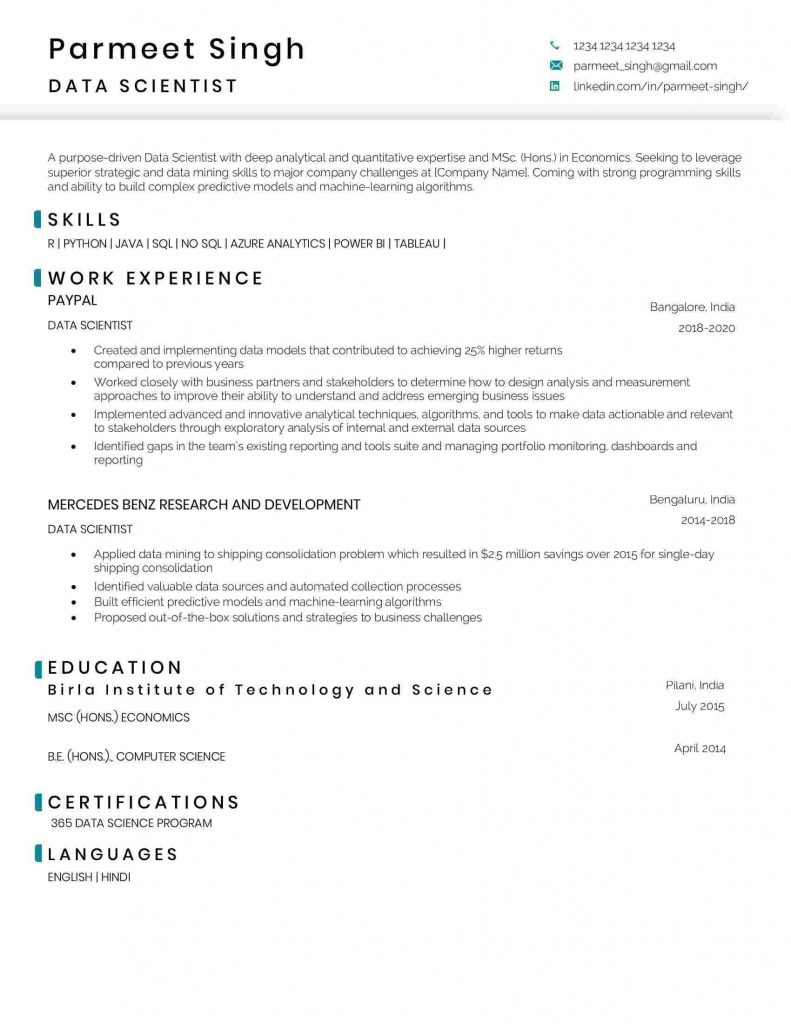 Parmeet Singh
DATA SCIENTIST
1234 1234 1234 1234
parmeet_singh@gmail.com
linkedin.com/in/parmeet-singh/
A purpose-driven Data Scientist with deep analytical and quantitative expertise and MSc. (Hons.) in Economics. Seeking to leverage
superior strategic and data mining skills to major company challenges at [Company Name]. Coming with strong programming skills
and ability to build complex predictive models and machine-learning algorithms.
SKILLS
R | PYTHON | JAVA | SQL | NO SQL | AZURE ANALYTICS | POWER BI | TABLEAU |
WORK EXPERIENCE
PAYPAL
Bangalore, India
DATA SCIENTIST
2018-2020
• Created and implementing data models that contributed to achieving 25% higher returns
compared to previous years
• Worked closely with business partners and stakeholders to determine how to design analysis and measurement
approaches to improve their ability to understand and address emerging business issues
• Implemented advanced and innovative analytical techniques, algorithms, and tools to make data actionable and relevant
to stakeholders through exploratory analysis of internal and external data sources
• Identified gaps in the team's existing reporting and tools suite and managing portfolio monitoring, dashboards and
reporting
MERCEDES BENZ RESEARCH AND DEVELOPMENT
Bengaluru, India
DATA SCIENTIST
2014-2018
• Applied data mining to shipping consolidation problem which resulted in $2.5 million savings over 2015 for single-day
shipping consolidation
• Identified valuable data sources and automated collection processes
• Built efficient predictive models and machine-learning algorithms
• Proposed out-of-the-box solutions and strategies to business challenges
EDUCATION
Birla Institute of Technology and Science
Pilani, India
MSC (HONS.) ECONOMICS
July 2015
B.E. (HONS.)., COMPUTER SCIENCE
April 2014
CERTIFICATIONS
365 DATA SCIENCE PROGRAM
LANGUAGES
ENGLISH | HINDI